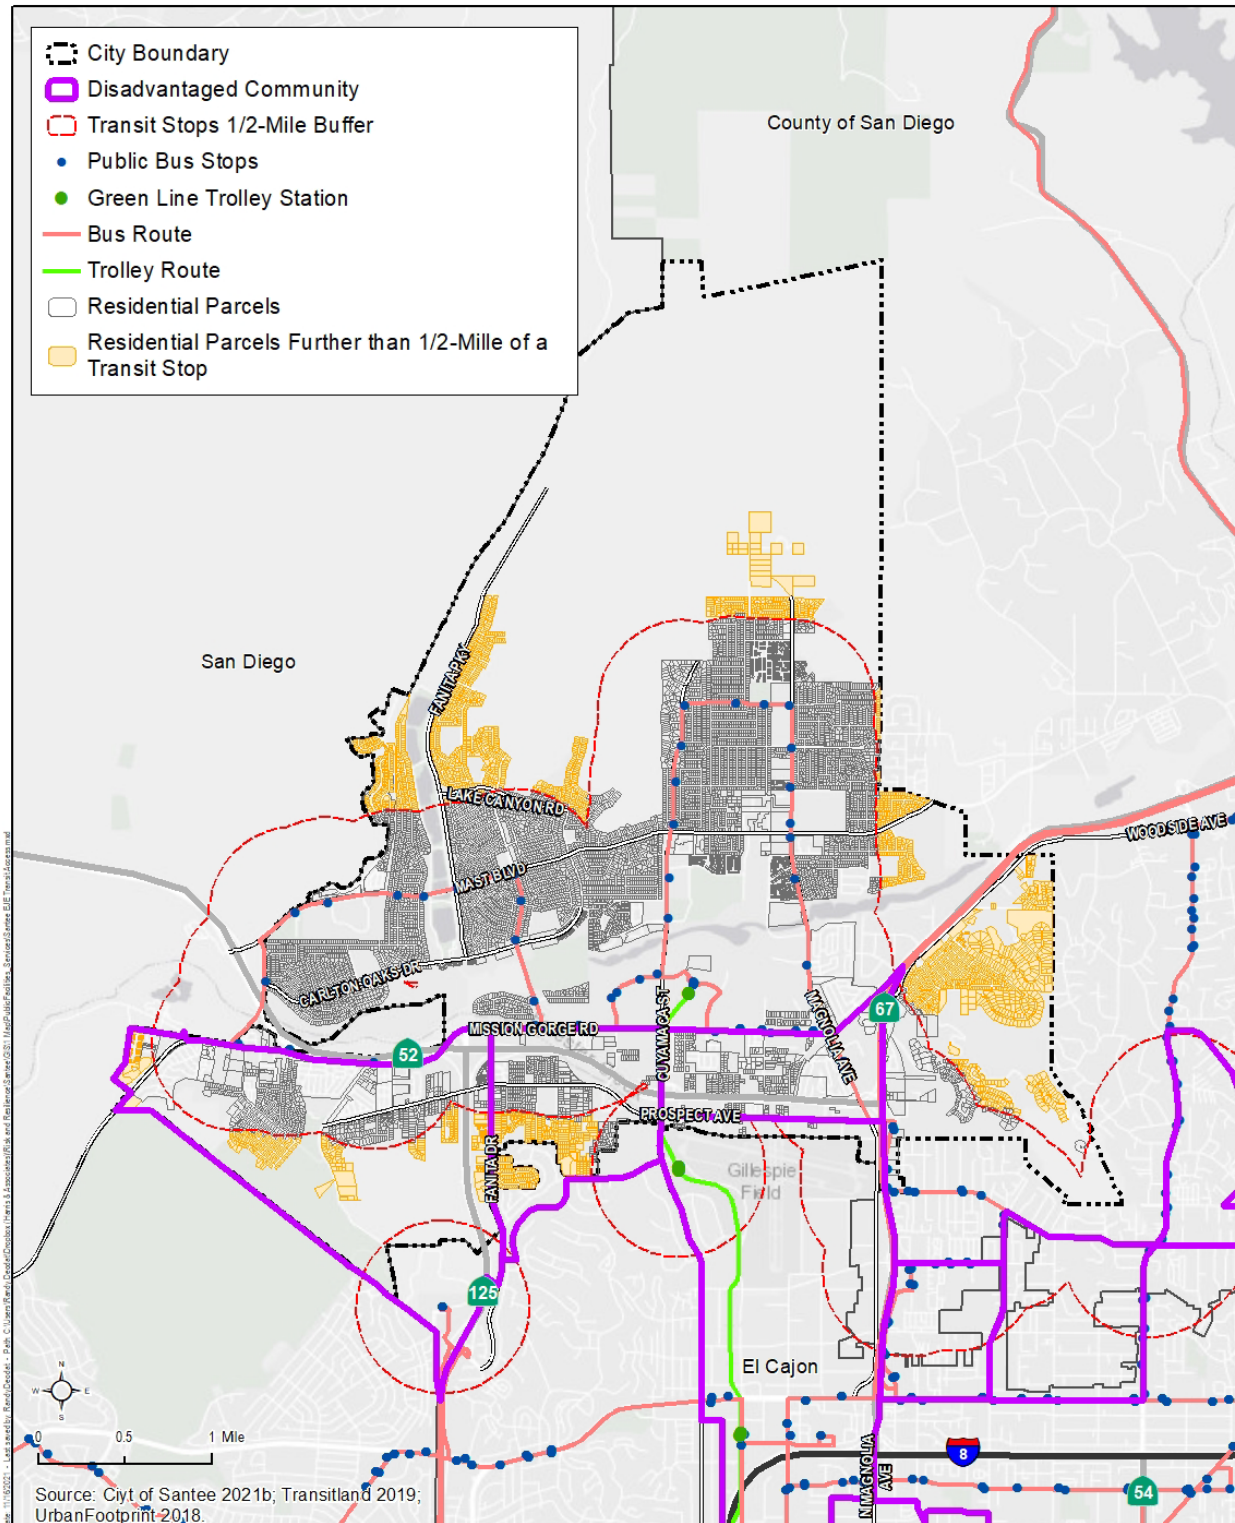 City Boundary
Disadvantaged Community
Transit Stops 1/2-Mile Buffer
Public Bus Stops
Green Line Trolley Station
Bus Route
Trolley Route
Residential Parcels
Residential Parcels Further than 1/2-Mille of a
Transit Stop
County of San Diego
San Diego
FANITA PKY
LAKE CANYON RD
WOODSIDE AVE
MAST BLVD
CARLTON OAKS DR
MISSION GORGE RD
CUYAMACA ST
MAGNOLIA AVE
67
52
PROSPECT AVE
FANITA DR
Gillespie
Field
125
El Cajon
N
W E
S
0 0.5 1 Mile
N MAGNOLIA
AVE
8
54
Source: Ciyt of Santee 2021b; Transitland 2019;
UrbanFootprint 2018.